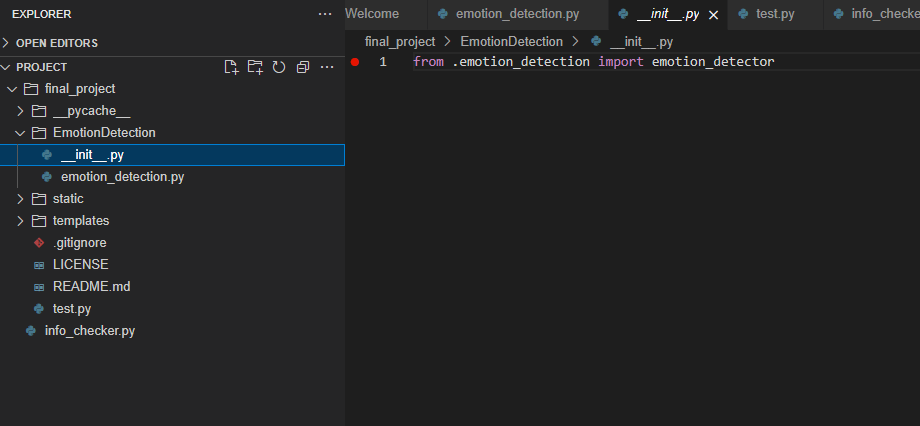 EXPLORER
OPEN EDITORS
PROJECT
final_project
__pycache__
EmotionDetection
__init__.py
emotion_detection.py
static
templates
.gitignore
LICENSE
README.md
test.py
info_checker.py
Welcome emotion_detection.py __init__.py test.py info_checke
final_project > EmotionDetection > __init__.py
1 from .emotion_detection import emotion_detector